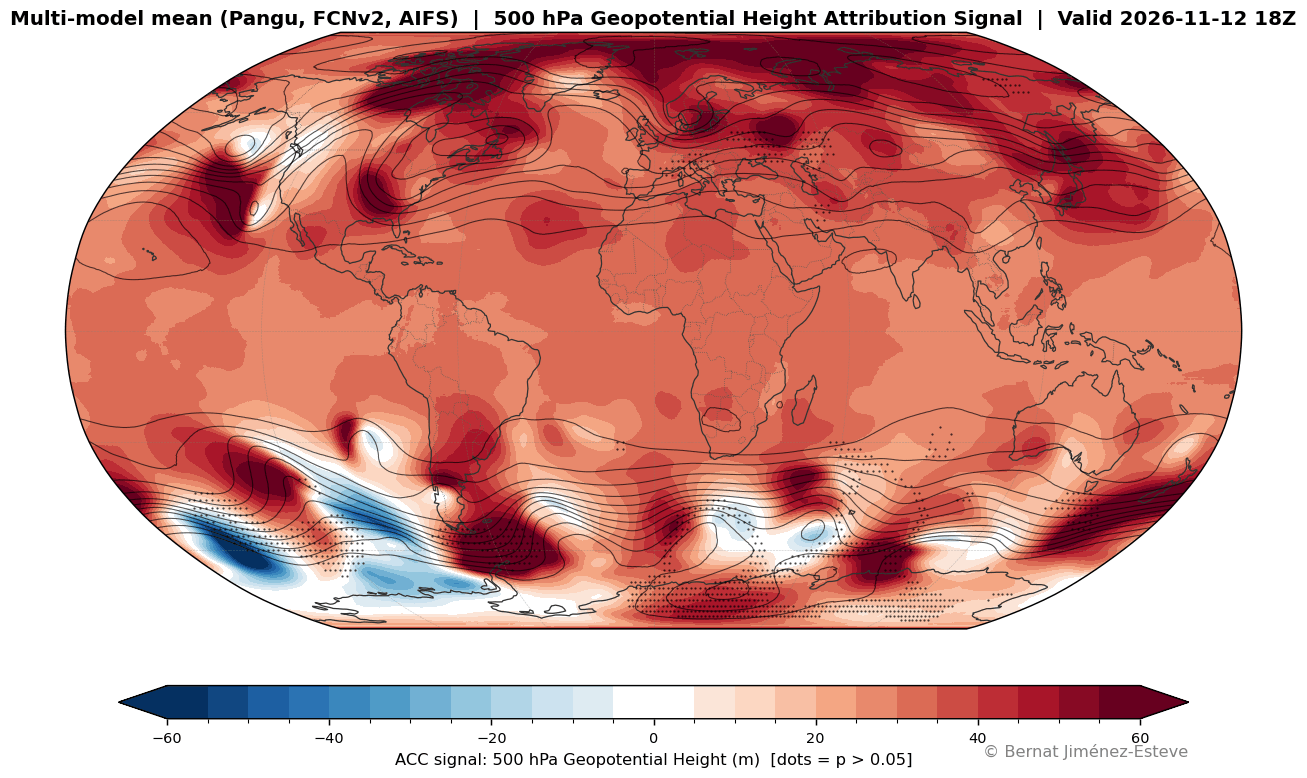 Multi-model mean (Pangu, FCNv2, AIFS)  |  500 hPa Geopotential Height Attribution Signal  |  Valid 2026-11-12 18Z
−60 −40 −20 0 20 40 60
ACC signal: 500 hPa Geopotential Height (m)  [dots = p > 0.05]
© Bernat Jiménez-Esteve